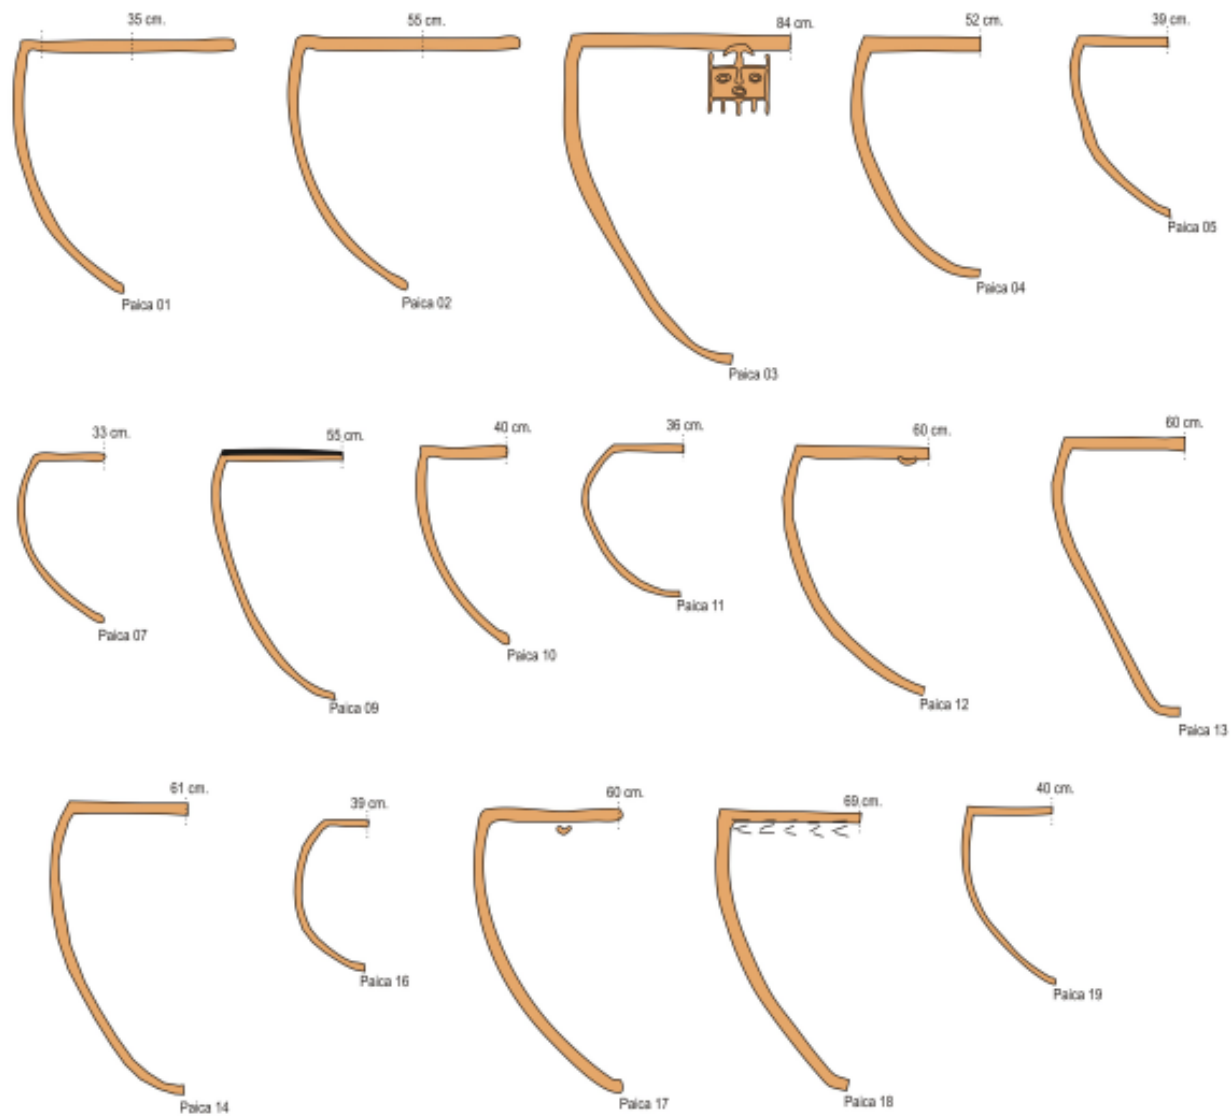 35 cm.
55 cm.
84 cm.
52 cm.
39 cm.
Paica 01
Paica 02
Paica 03
Paica 04
Paica 05
33 cm.
55 cm.
40 cm.
36 cm.
60 cm.
60 cm.
Paica 07
Paica 09
Paica 10
Paica 11
Paica 12
Paica 13
61 cm.
39 cm.
60 cm.
69 cm.
40 cm.
Paica 14
Paica 16
Paica 17
Paica 18
Paica 19